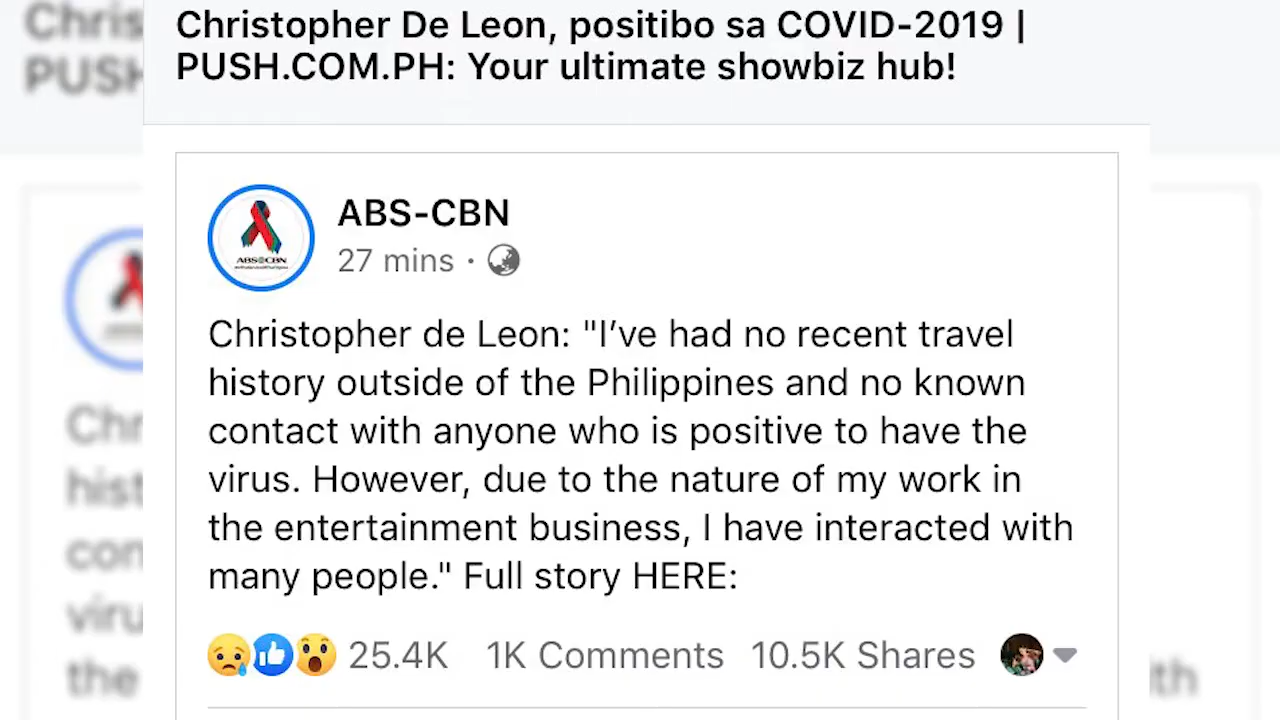 Christopher De Leon, positibo sa COVID-2019 |
PUSH.COM.PH: Your ultimate showbiz hub!
ABS-CBN
27 mins ·
ABS-CBN
Christopher de Leon: "I’ve had no recent travel
history outside of the Philippines and no known
contact with anyone who is positive to have the
virus. However, due to the nature of my work in
the entertainment business, I have interacted with
many people." Full story HERE:
25.4K 1K Comments 10.5K Shares